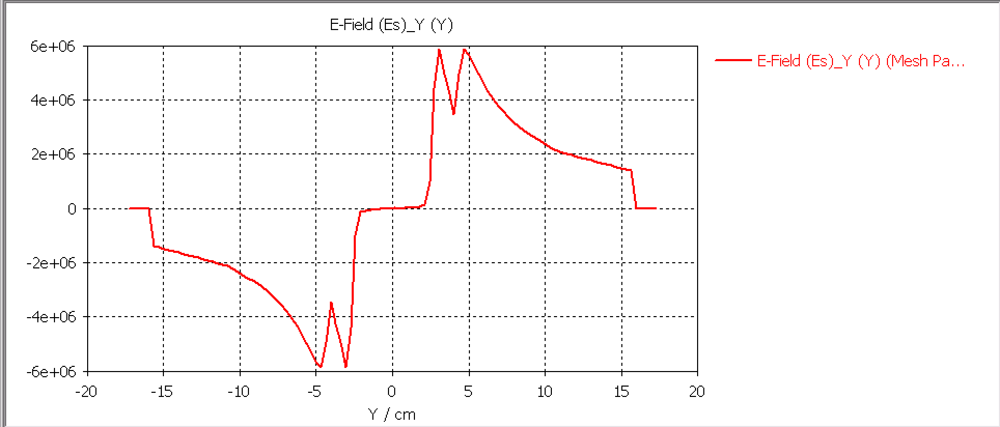 E-Field (Es)_Y (Y)
6e+06
4e+06
2e+06
0
-2e+06
-4e+06
-6e+06
-20 -15 -10 -5 0 5 10 15 20
Y / cm
E-Field (Es)_Y (Y) (Mesh Pa...